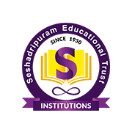 Seshadripuram Educational Trust
SINCE 1930
S
INSTITUTIONS